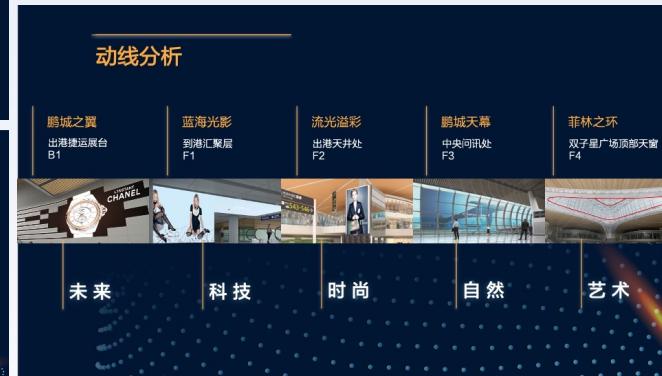 动线分析
鹏城之翼
出港捷运展台
B1
蓝海光影
到港汇聚层
F1
流光溢彩
出港天井处
F2
鹏城天幕
中央问讯处
F3
菲林之环
双子星广场顶部天窗
F4
CHANEL
543-546
未来
科技
时尚
自然
艺术